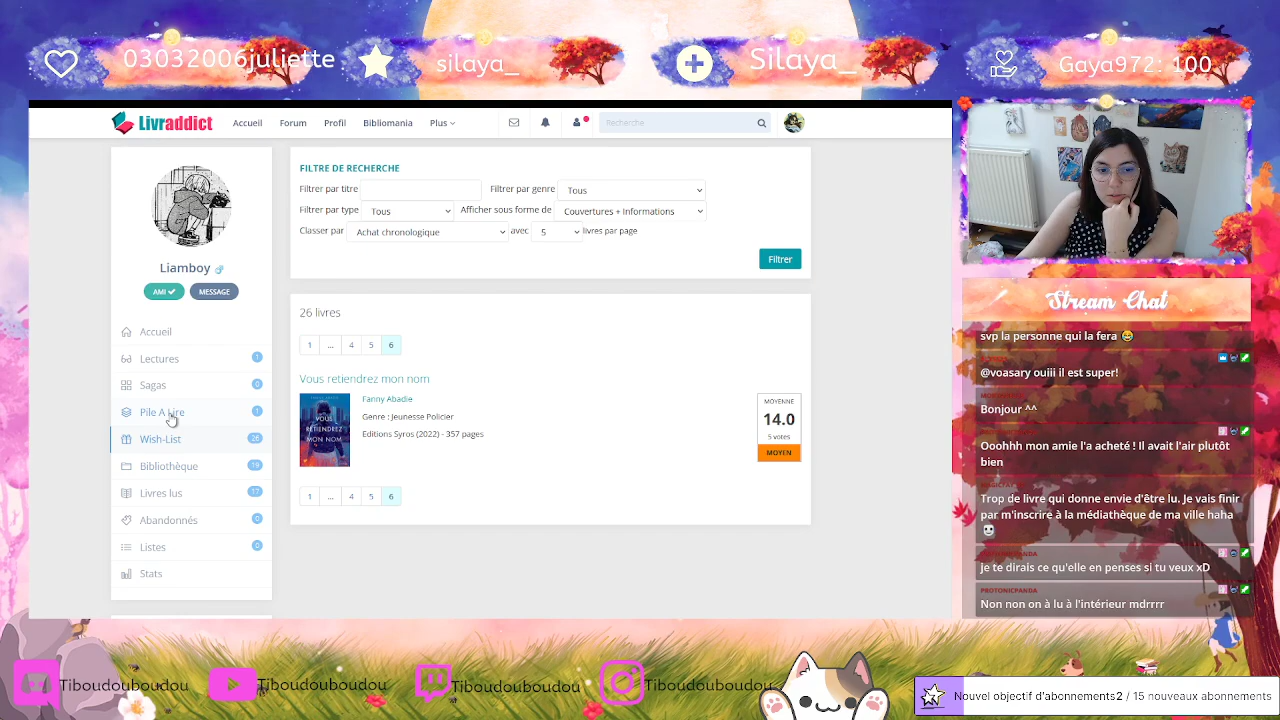 03032006juliette
silaya_
Silaya_
Gaya972: 100
Livraddict
Accueil
Forum
Profil
Bibliomania
Plus
Recherche
Liamboy
AMI
MESSAGE
Accueil
Lectures 1
Sagas 0
Pile A Lire 1
Wish-List 26
Bibliothèque 19
Livres lus 17
Abandonnés 0
Listes 0
Stats
FILTRE DE RECHERCHE
Filtrer par titre
Filtrer par genre Tous
Filtrer par type Tous
Afficher sous forme de Couvertures + Informations
Classer par Achat chronologique avec 5 livres par page
Filtrer
26 livres
1 ... 4 5 6
Vous retiendrez mon nom
VOUS
RETIENDREZ
MON NOM
Fanny Abadie
Genre : Jeunesse Policier
Editions Syros (2022) - 357 pages
MOYENNE
14.0
5 votes
MOYEN
1 ... 4 5 6
Stream Chat
svp la personne qui la fera 😂
@voasary ouiii il est super!
Bonjour ^^
Ooohhh mon amie l'a acheté ! Il avait l'air plutôt
bien
Trop de livre qui donne envie d'être lu. Je vais finir
par m'inscrire à la médiathèque de ma ville haha
PROTONICPANDA
je te dirais ce qu'elle en penses si tu veux xD
PROTONICPANDA
Non non on à lu à l'intérieur mdrrrr
Tiboudouboudou
Tiboudouboudou
Tiboudouboudou
Tiboudouboudou
Nouvel objectif d'abonnements2 / 15 nouveaux abonnements